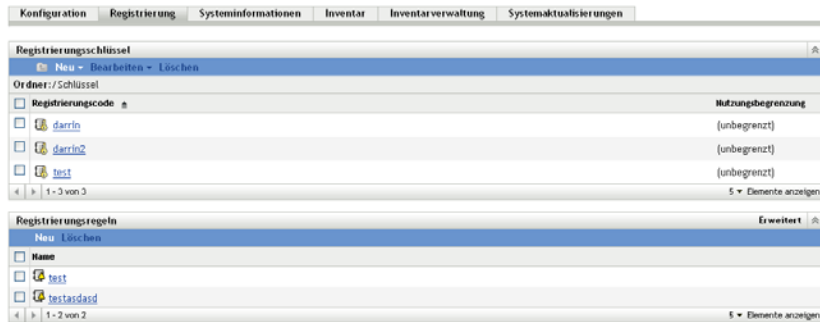 Konfiguration Registrierung Systeminformationen Inventar Inventarverwaltung Systemaktualisierungen
Registrierungsschlüssel
Neu Bearbeiten Löschen
Ordner:/Schlüssel
Registrierungscode Nutzungsbegrenzung
darrin (unbegrenzt)
darrin2 (unbegrenzt)
test (unbegrenzt)
1 - 3 von 3 5 Elemente anzeigen
Registrierungsregeln Erweitert
Neu Löschen
Name
test
testasdasd
1 - 2 von 2 5 Elemente anzeigen